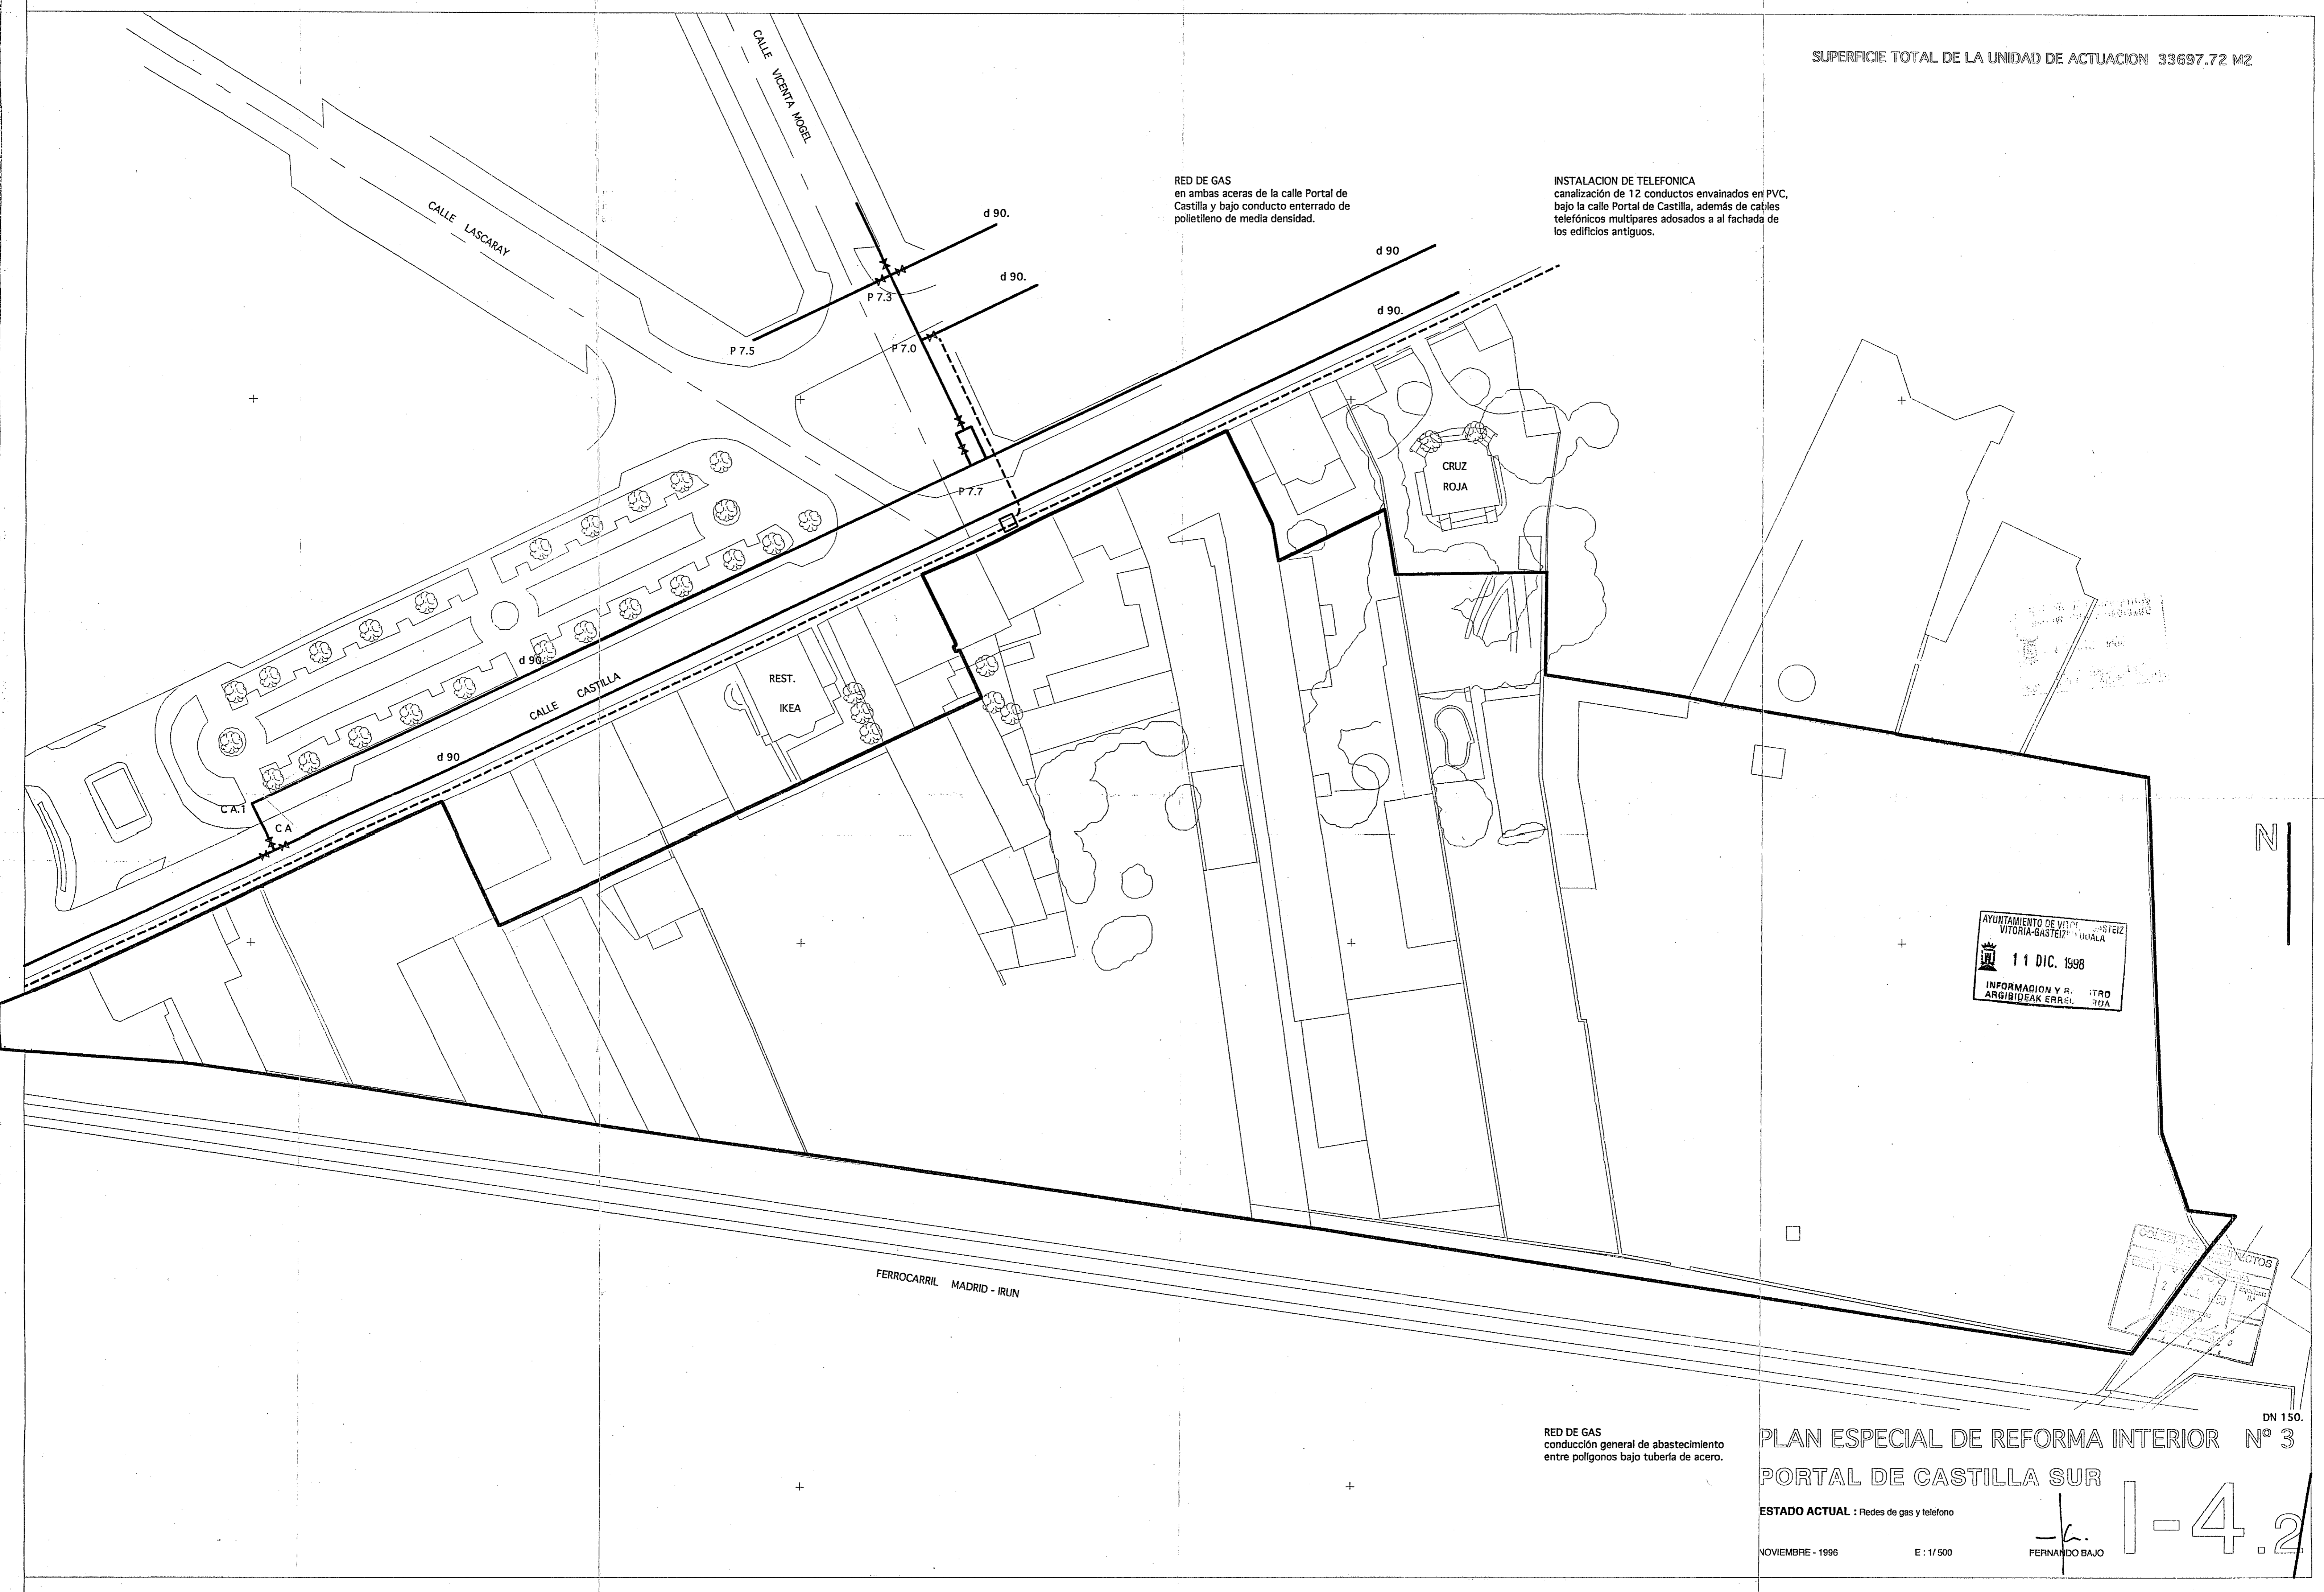 SUPERFICIE TOTAL DE LA UNIDAD DE ACTUACION 33697.72 M2
CALLE VICENTA MOGEL
CALLE LASCARAY
RED DE GAS
en ambas aceras de la calle Portal de
Castilla y bajo conducto enterrado de
polietileno de media densidad.
INSTALACION DE TELEFONICA
canalización de 12 conductos envainados en PVC,
bajo la calle Portal de Castilla, además de cables
telefónicos multipares adosados a al fachada de
los edificios antiguos.
d 90.
d 90.
d 90
d 90.
P 7.3
P 7.5
P 7.0
P 7.7
CRUZ
ROJA
d 90.
CALLE CASTILLA
REST.
IKEA
d 90
C A.1
C A
N
AYUNTAMIENTO DE
VITORIA-GASTEIZ
11 DIC. 1998
INFORMACION Y
ARGIBIDEAK
FERROCARRIL MADRID - IRUN
RED DE GAS
conducción general de abastecimiento
entre polígonos bajo tubería de acero.
DN 150.
PLAN ESPECIAL DE REFORMA INTERIOR Nº 3
PORTAL DE CASTILLA SUR
ESTADO ACTUAL : Redes de gas y telefono
NOVIEMBRE - 1996
E : 1/ 500
FERNANDO BAJO
I-4.2